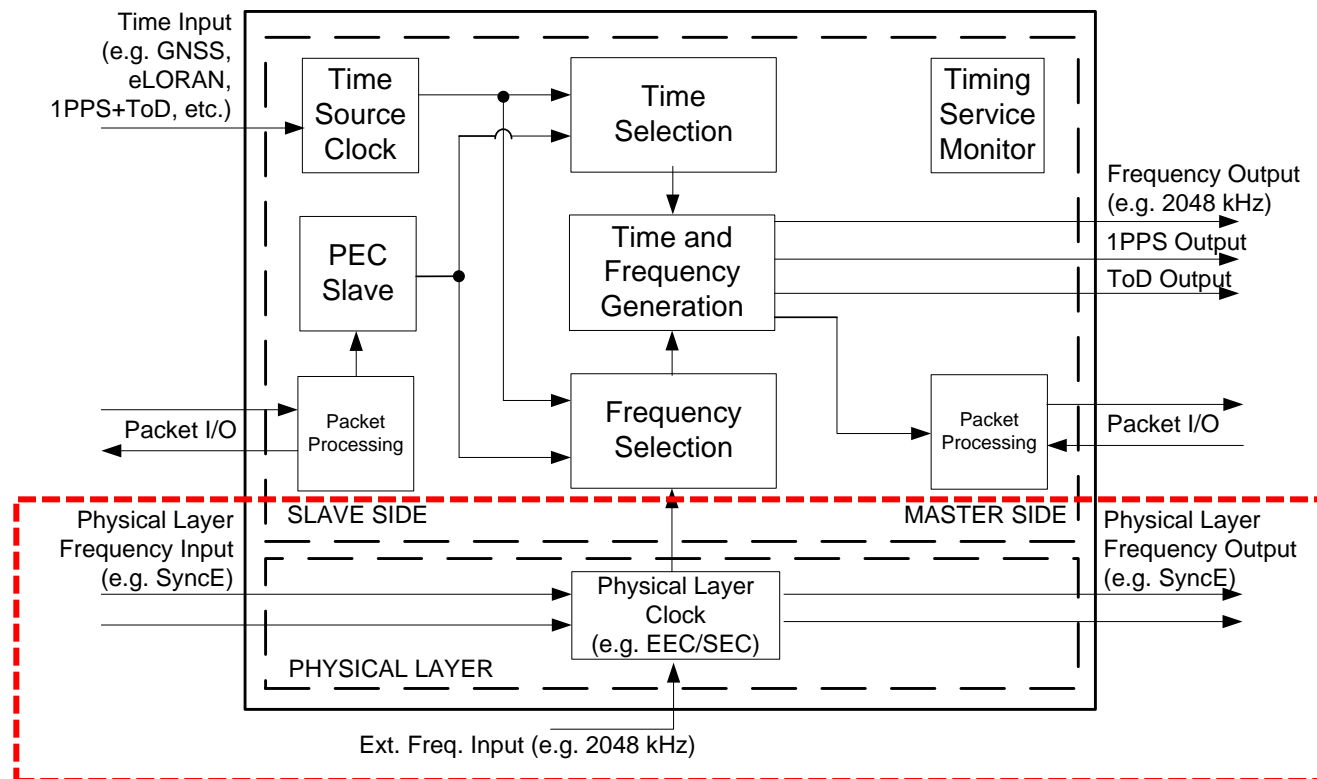 Time Input
(e.g. GNSS,
eLORAN,
1PPS+ToD, etc.)
Time
Source
Clock
Time
Selection
Timing
Service
Monitor
Frequency Output
(e.g. 2048 kHz)
1PPS Output
ToD Output
PEC
Slave
Time and
Frequency
Generation
Packet I/O
Packet
Processing
Frequency
Selection
Packet
Processing
Packet I/O
SLAVE SIDE
MASTER SIDE
Physical Layer
Frequency Input
(e.g. SyncE)
Physical Layer
Clock
(e.g. EEC/SEC)
Physical Layer
Frequency Output
(e.g. SyncE)
PHYSICAL LAYER
Ext. Freq. Input (e.g. 2048 kHz)